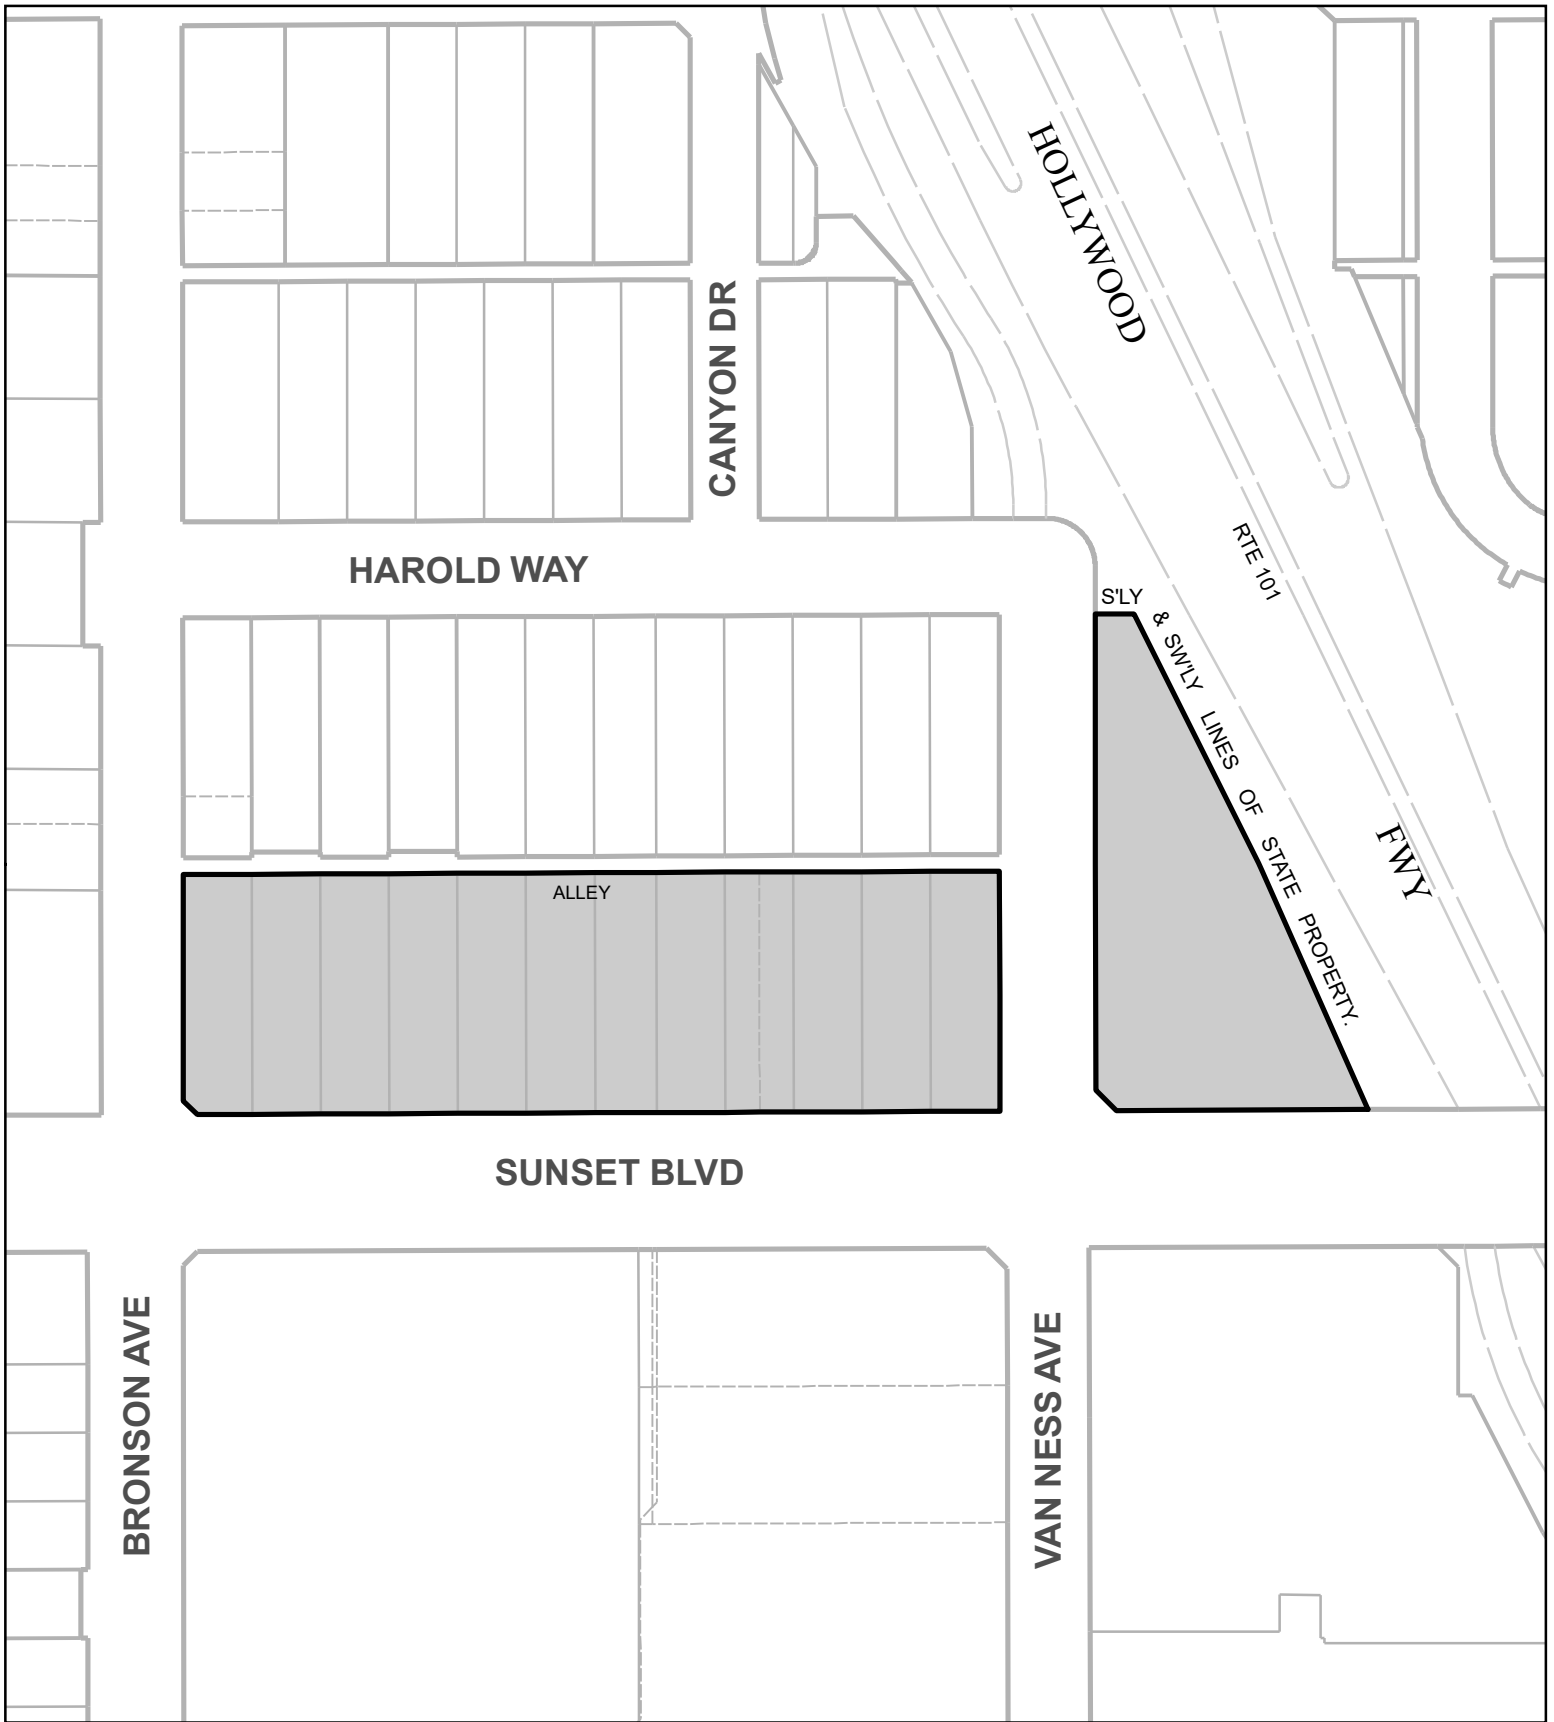 HOLLYWOOD
CANYON DR
RTE 101
HAROLD WAY
S'LY & SW'LY LINES OF STATE PROPERTY.
FWY
ALLEY
SUNSET BLVD
BRONSON AVE
VAN NESS AVE